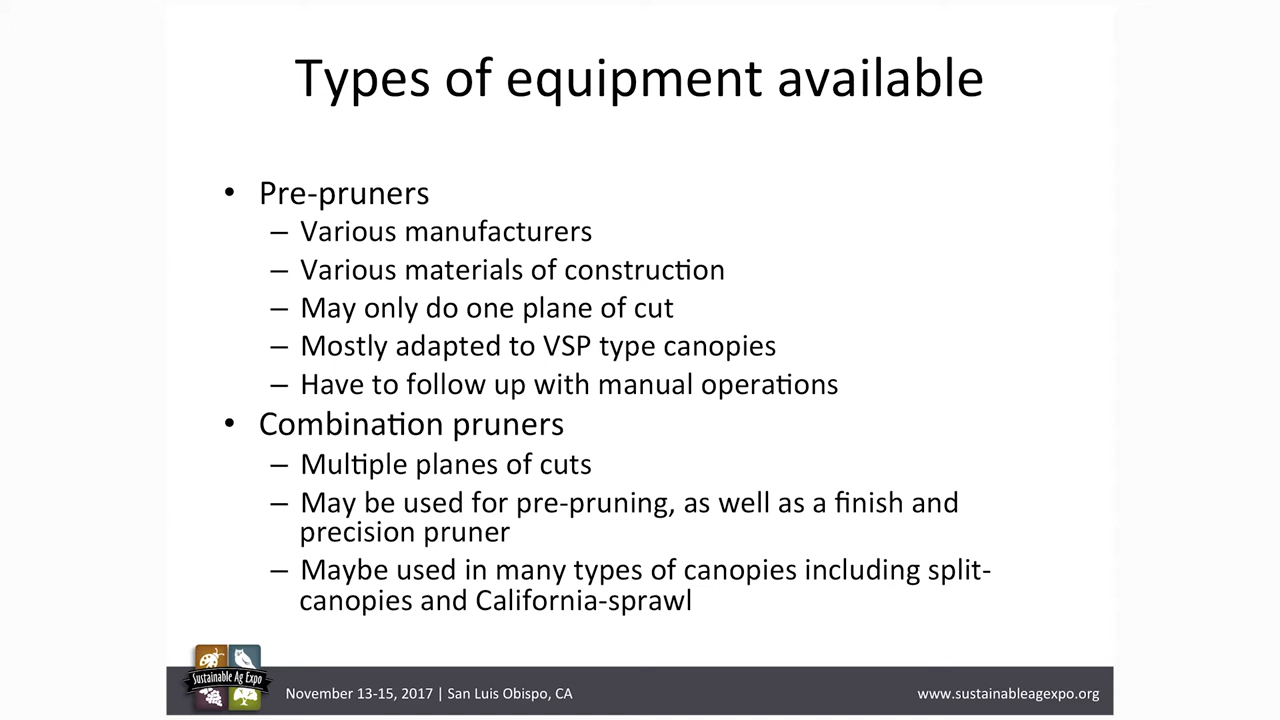 Types of equipment available
• Pre-pruners
– Various manufacturers
– Various materials of construction
– May only do one plane of cut
– Mostly adapted to VSP type canopies
– Have to follow up with manual operations
• Combination pruners
– Multiple planes of cuts
– May be used for pre-pruning, as well as a finish and
precision pruner
– Maybe used in many types of canopies including split-
canopies and California-sprawl
Sustainable Ag Expo
November 13-15, 2017 | San Luis Obispo, CA
www.sustainableagexpo.org